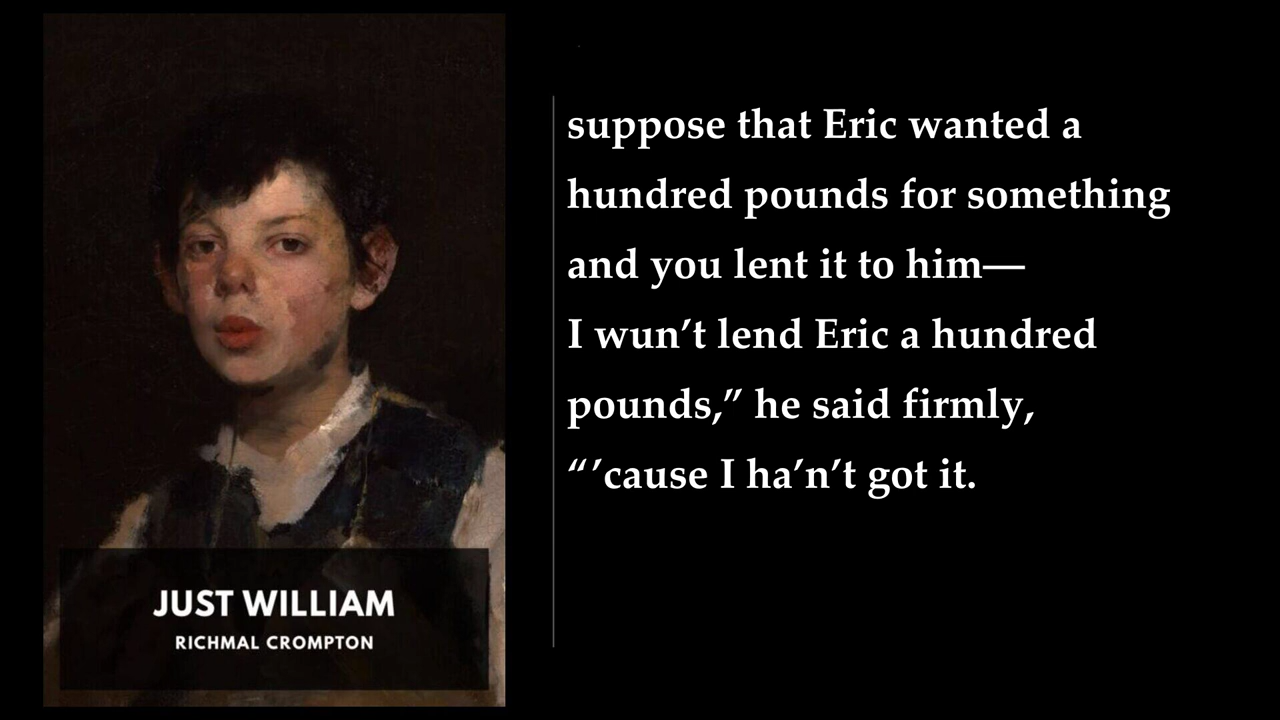 JUST WILLIAM
RICHMAL CROMPTON
suppose that Eric wanted a
hundred pounds for something
and you lent it to him—
I wun’t lend Eric a hundred
pounds,” he said firmly,
“’cause I ha’n’t got it.